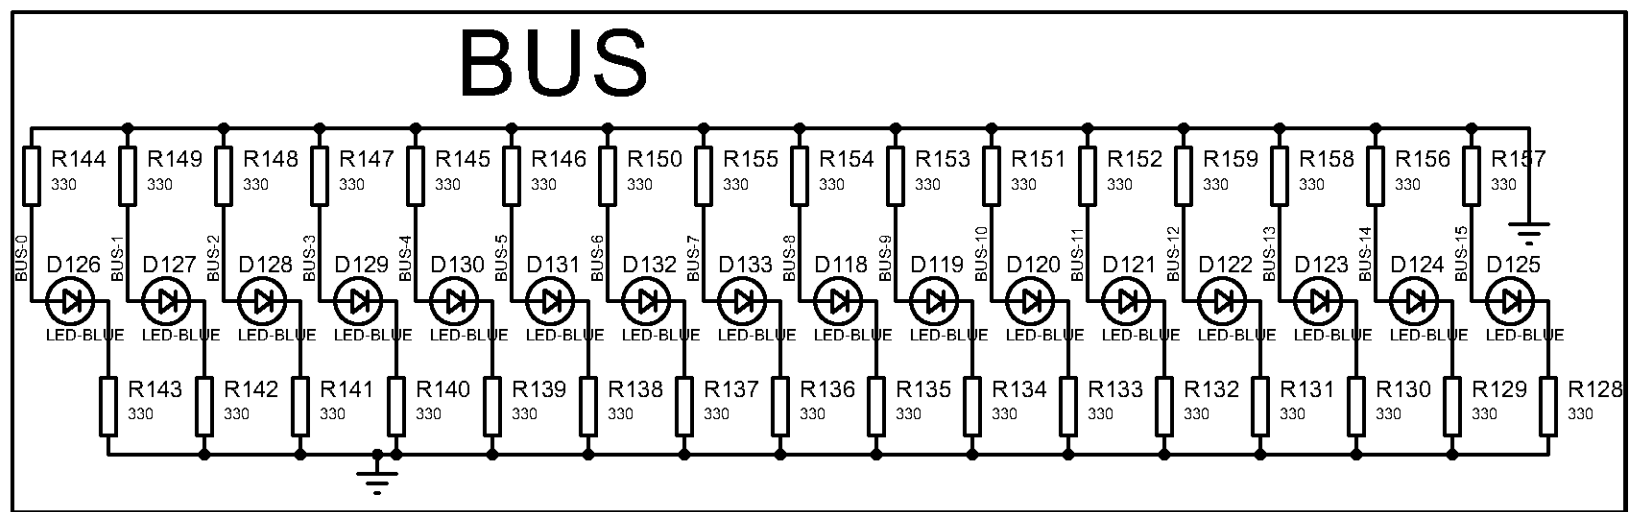 BUS
R144 R149 R148 R147 R145 R146 R150 R155 R154 R153 R151 R152 R159 R158 R156 R157
330 330 330 330 330 330 330 330 330 330 330 330 330 330 330 330
BUS-0 BUS-1 BUS-2 BUS-3 BUS-4 BUS-5 BUS-6 BUS-7 BUS-8 BUS-9 BUS-10 BUS-11 BUS-12 BUS-13 BUS-14 BUS-15
D126 D127 D128 D129 D130 D131 D132 D133 D118 D119 D120 D121 D122 D123 D124 D125
LED-BLUE LED-BLUE LED-BLUE LED-BLUE LED-BLUE LED-BLUE LED-BLUE LED-BLUE LED-BLUE LED-BLUE LED-BLUE LED-BLUE LED-BLUE LED-BLUE LED-BLUE LED-BLUE
R143 R142 R141 R140 R139 R138 R137 R136 R135 R134 R133 R132 R131 R130 R129 R128
330 330 330 330 330 330 330 330 330 330 330 330 330 330 330 330